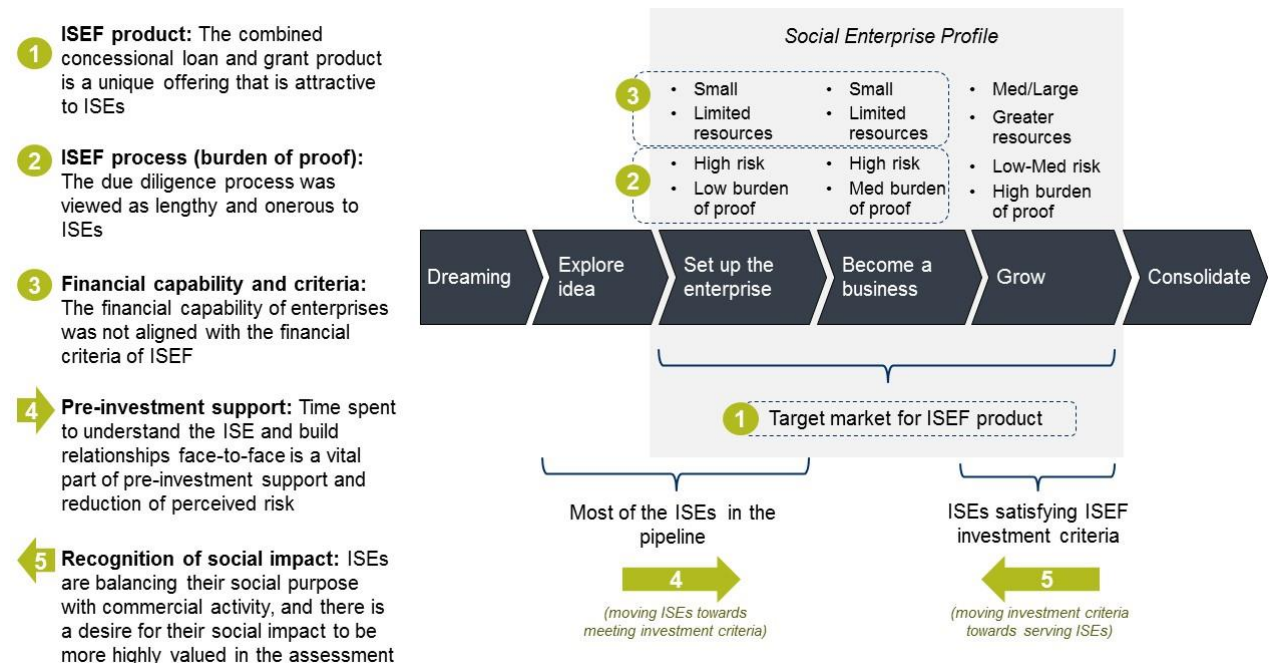 1
ISEF product: The combined
concessional loan and grant product
is a unique offering that is attractive
to ISEs
2
ISEF process (burden of proof):
The due diligence process was
viewed as lengthy and onerous to
ISEs
3
Financial capability and criteria:
The financial capability of enterprises
was not aligned with the financial
criteria of ISEF
4
Pre-investment support: Time spent
to understand the ISE and build
relationships face-to-face is a vital
part of pre-investment support and
reduction of perceived risk
5
Recognition of social impact: ISEs
are balancing their social purpose
with commercial activity, and there is
a desire for their social impact to be
more highly valued in the assessment
Social Enterprise Profile
3
• Small
• Limited
resources
• Small
• Limited
resources
• Med/Large
• Greater
resources
2
• High risk
• Low burden
of proof
• High risk
• Med burden
of proof
• Low-Med risk
• High burden
of proof
Dreaming
Explore
idea
Set up the
enterprise
Become a
business
Grow
Consolidate
1
Target market for ISEF product
Most of the ISEs in the
pipeline
4
(moving ISEs towards
meeting investment criteria)
ISEs satisfying ISEF
investment criteria
5
(moving investment criteria
towards serving ISEs)